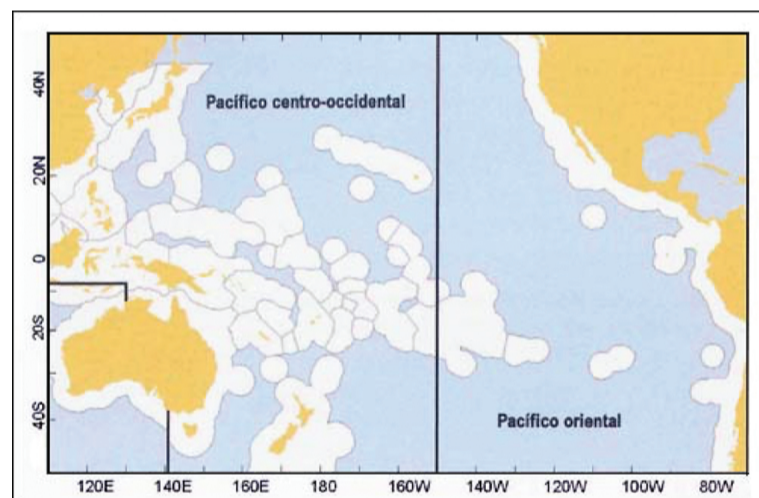 Pacífico centro-occidental
Pacífico oriental
40N
20N
0
20S
40S
120E 140E 160E 180 160W 140W 120W 100W 80W